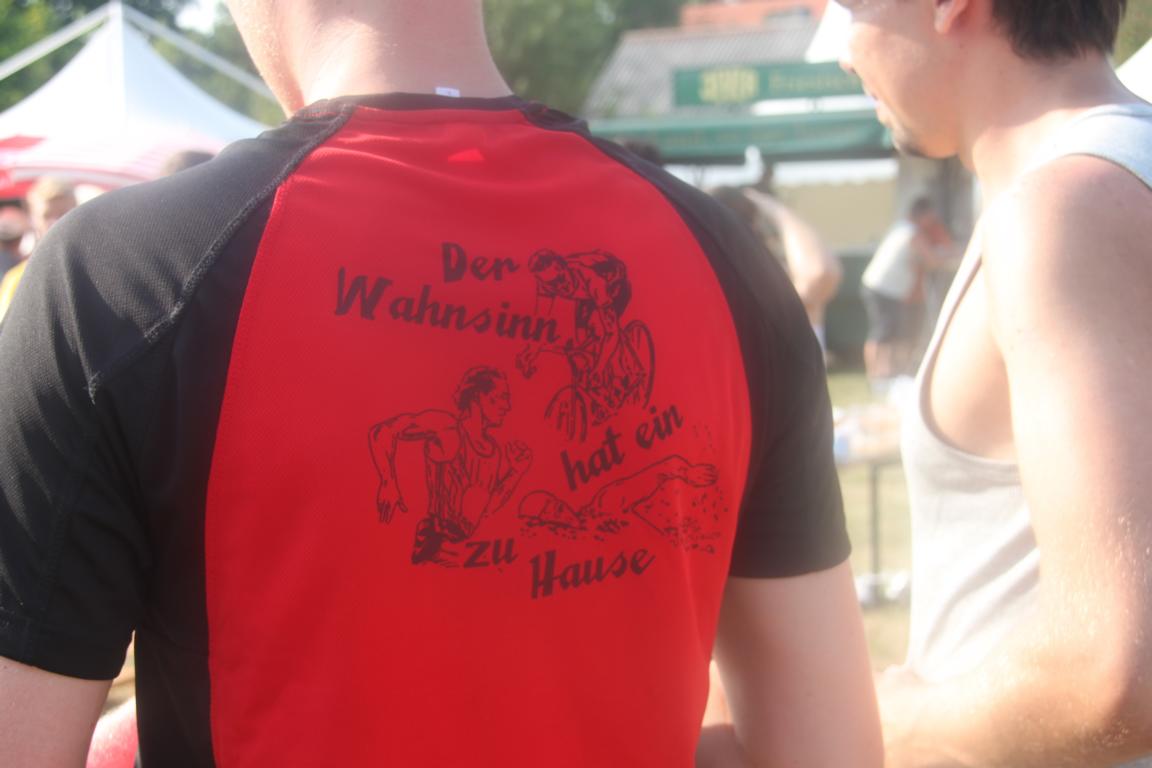 Der
Wahnsinn
hat ein
zu
Hause